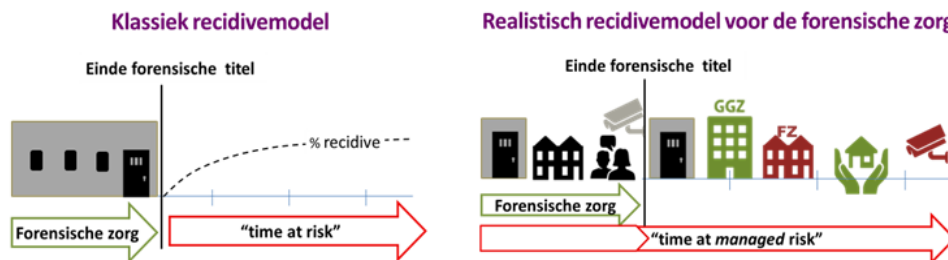 Klassiek recidivemodel
Einde forensische titel
% recidive
Forensische zorg
“time at risk”
Realistisch recidivemodel voor de forensische zorg
Einde forensische titel
GGZ
FZ
Forensische zorg
“time at managed risk”